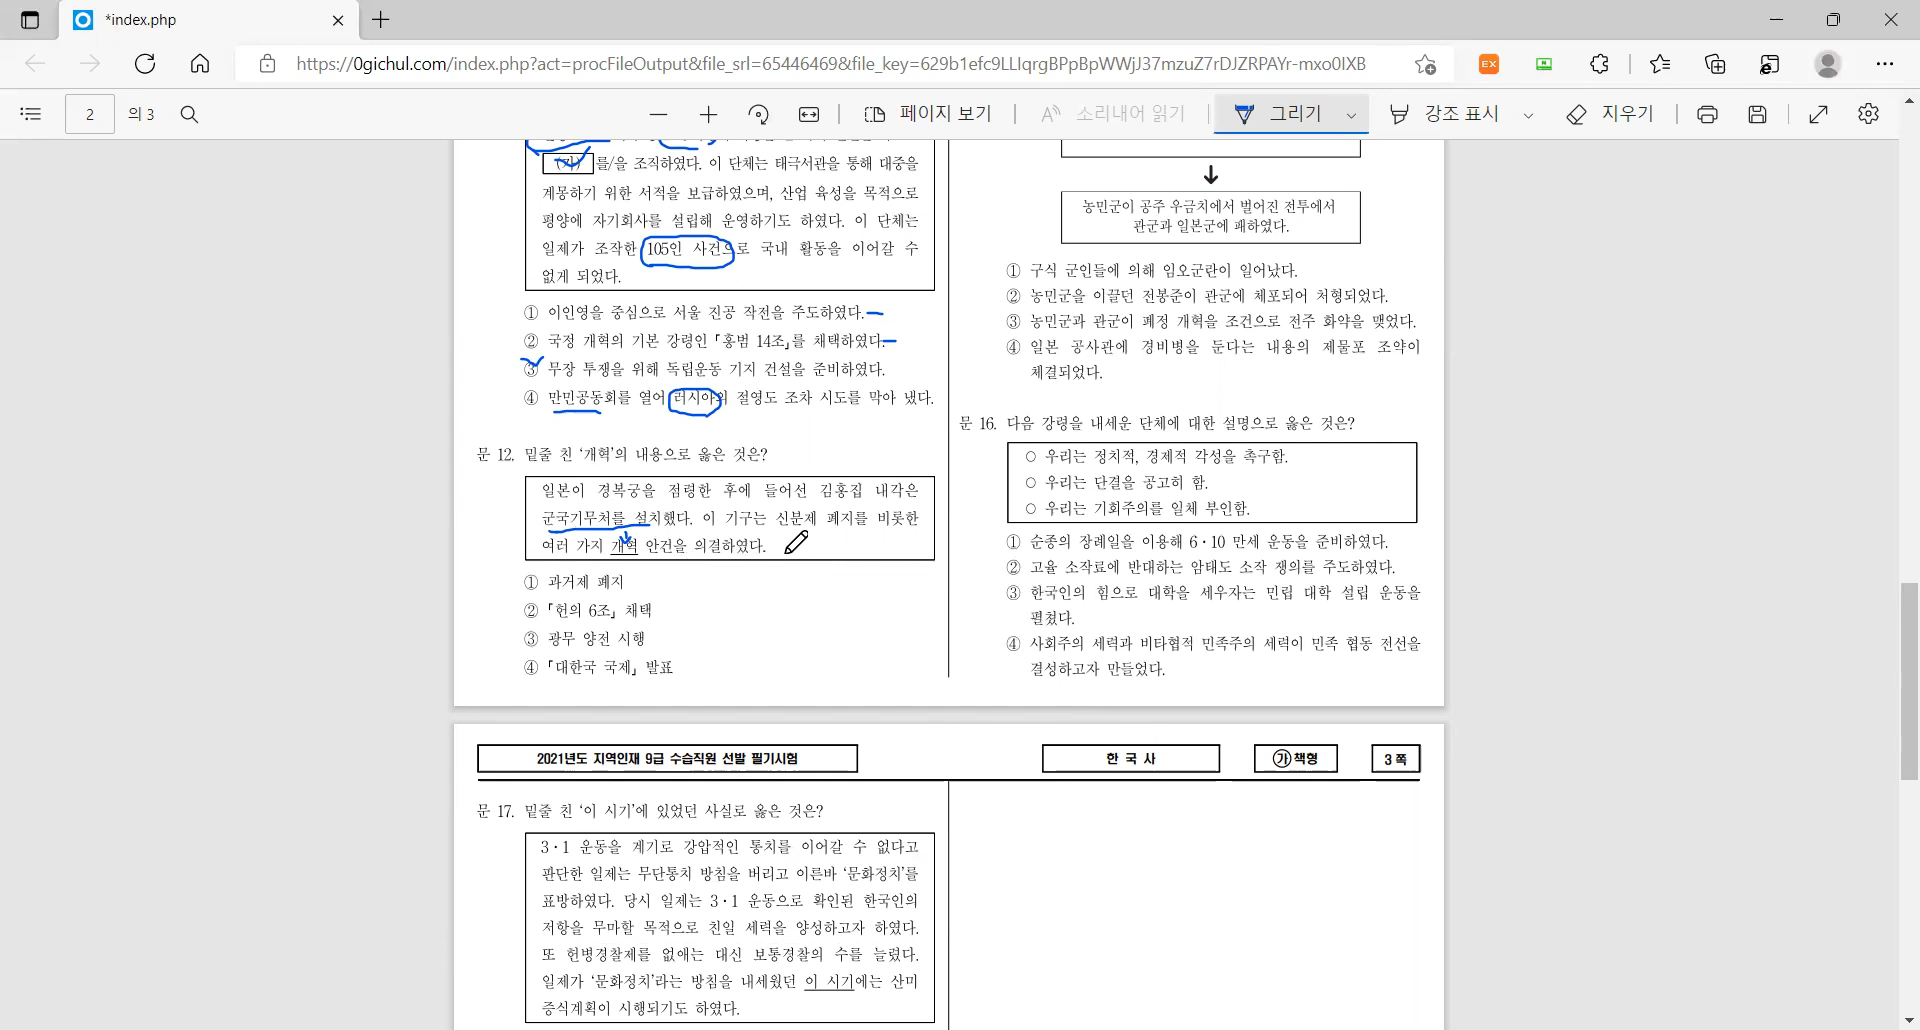 *index.php
https://0gichul.com/index.php?act=procFileOutput&file_srl=65446469&file_key=629b1efc9LLIqrgBPpBpWWjJ37mzuZ7rDJZRPAYr-mxo0IXB
EX
N
2 의 3
페이지 보기
A 소리내어 읽기
그리기
강조 표시
지우기
(가) 를/을 조직하였다. 이 단체는 태극서관을 통해 대중을
계몽하기 위한 서적을 보급하였으며, 산업 육성을 목적으로
평양에 자기회사를 설립해 운영하기도 하였다. 이 단체는
일제가 조작한 105인 사건으로 국내 활동을 이어갈 수
없게 되었다.
① 이인영을 중심으로 서울 진공 작전을 주도하였다.
② 국정 개혁의 기본 강령인 「홍범 14조」를 채택하였다.
③ 무장 투쟁을 위해 독립운동 기지 건설을 준비하였다.
④ 만민공동회를 열어 러시아의 절영도 조차 시도를 막아 냈다.
문 12. 밑줄 친 ‘개혁’의 내용으로 옳은 것은?
일본이 경복궁을 점령한 후에 들어선 김홍집 내각은
군국기무처를 설치했다. 이 기구는 신분제 폐지를 비롯한
여러 가지 개혁 안건을 의결하였다.
① 과거제 폐지
② 「헌의 6조」 채택
③ 광무 양전 시행
④ 「대한국 국제」 발표
농민군이 공주 우금치에서 벌어진 전투에서
관군과 일본군에 패하였다.
① 구식 군인들에 의해 임오군란이 일어났다.
② 농민군을 이끌던 전봉준이 관군에 체포되어 처형되었다.
③ 농민군과 관군이 폐정 개혁을 조건으로 전주 화약을 맺었다.
④ 일본 공사관에 경비병을 둔다는 내용의 제물포 조약이
체결되었다.
문 16. 다음 강령을 내세운 단체에 대한 설명으로 옳은 것은?
○ 우리는 정치적, 경제적 각성을 촉구함.
○ 우리는 단결을 공고히 함.
○ 우리는 기회주의를 일체 부인함.
① 순종의 장례일을 이용해 6·10 만세 운동을 준비하였다.
② 고율 소작료에 반대하는 암태도 소작 쟁의를 주도하였다.
③ 한국인의 힘으로 대학을 세우자는 민립 대학 설립 운동을
펼쳤다.
④ 사회주의 세력과 비타협적 민족주의 세력이 민족 협동 전선을
결성하고자 만들었다.
2021년도 지역인재 9급 수습직원 선발 필기시험
한 국 사
㉮ 책형
3 쪽
문 17. 밑줄 친 ‘이 시기’에 있었던 사실로 옳은 것은?
3·1 운동을 계기로 강압적인 통치를 이어갈 수 없다고
판단한 일제는 무단통치 방침을 버리고 이른바 ‘문화정치’를
표방하였다. 당시 일제는 3·1 운동으로 확인된 한국인의
저항을 무마할 목적으로 친일 세력을 양성하고자 하였다.
또 헌병경찰제를 없애는 대신 보통경찰의 수를 늘렸다.
일제가 ‘문화정치’라는 방침을 내세웠던 이 시기에는 산미
증식계획이 시행되기도 하였다.